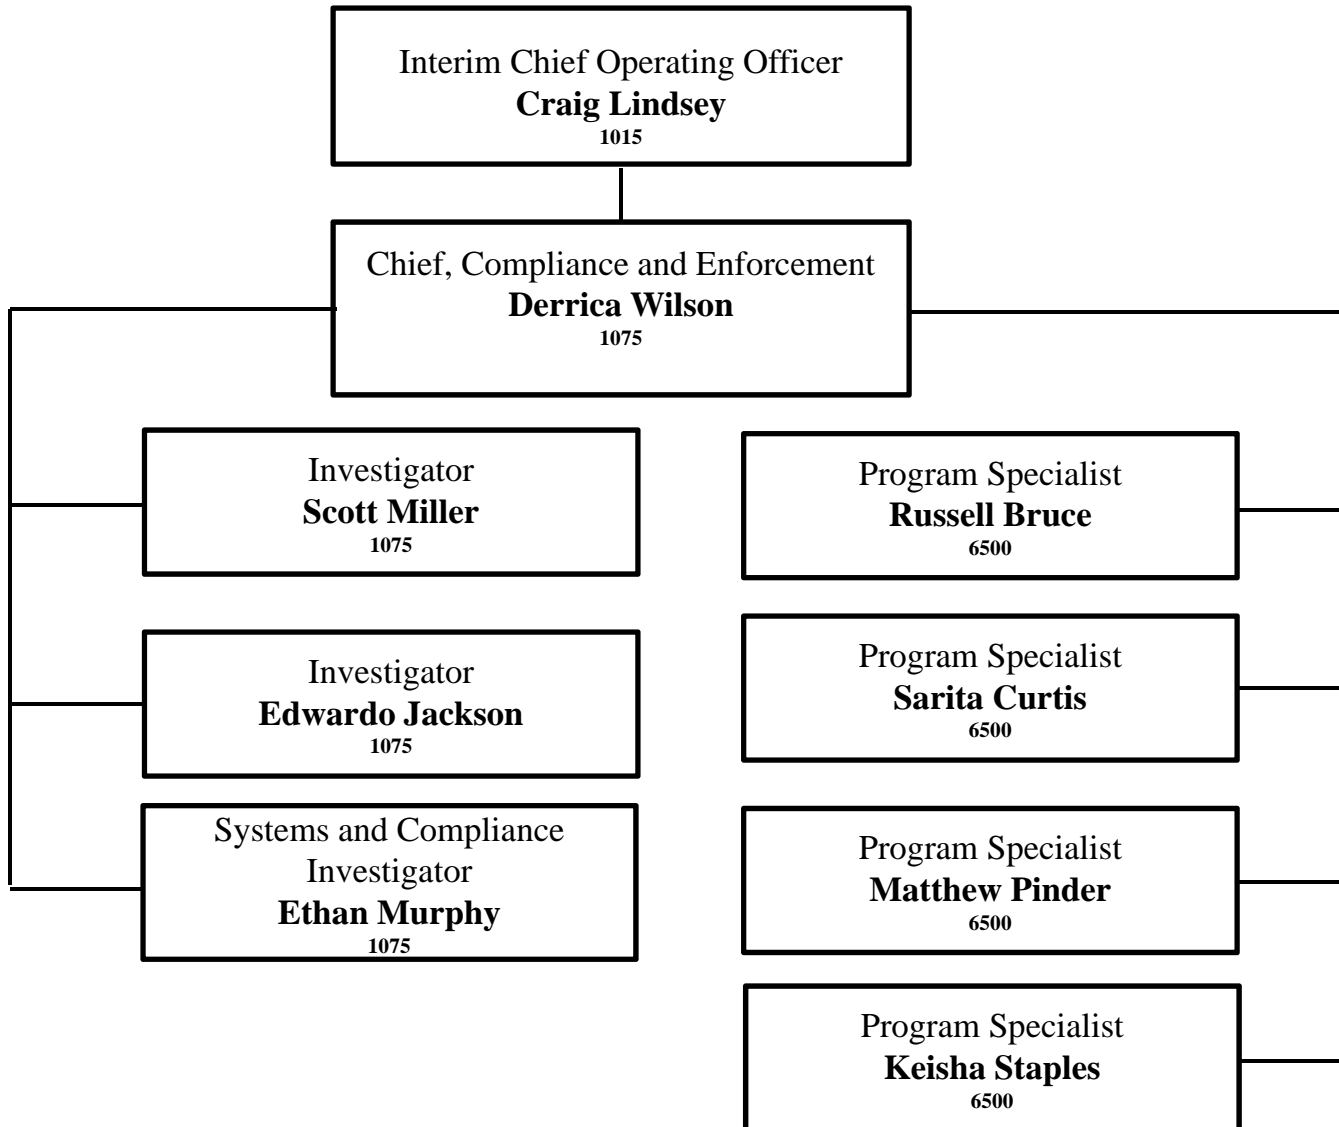 Interim Chief Operating Officer
Craig Lindsey
1015
Chief, Compliance and Enforcement
Derrica Wilson
1075
Investigator
Scott Miller
1075
Investigator
Edwardo Jackson
1075
Systems and Compliance
Investigator
Ethan Murphy
1075
Program Specialist
Russell Bruce
6500
Program Specialist
Sarita Curtis
6500
Program Specialist
Matthew Pinder
6500
Program Specialist
Keisha Staples
6500